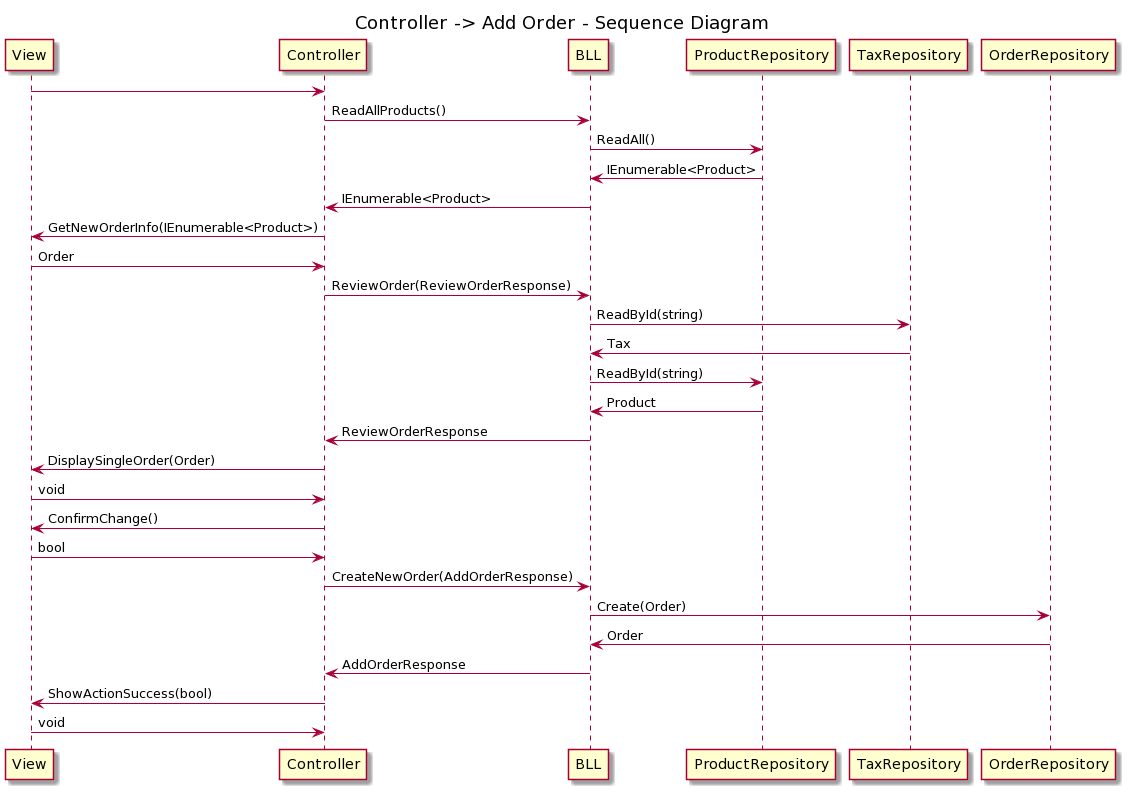 Controller -> Add Order - Sequence Diagram
View Controller BLL ProductRepository TaxRepository OrderRepository
ReadAllProducts()
ReadAll()
IEnumerable<Product>
IEnumerable<Product>
GetNewOrderInfo(IEnumerable<Product>)
Order
ReviewOrder(ReviewOrderResponse)
ReadById(string)
Tax
ReadById(string)
Product
ReviewOrderResponse
DisplaySingleOrder(Order)
void
ConfirmChange()
bool
CreateNewOrder(AddOrderResponse)
Create(Order)
Order
AddOrderResponse
ShowActionSuccess(bool)
void
View Controller BLL ProductRepository TaxRepository OrderRepository